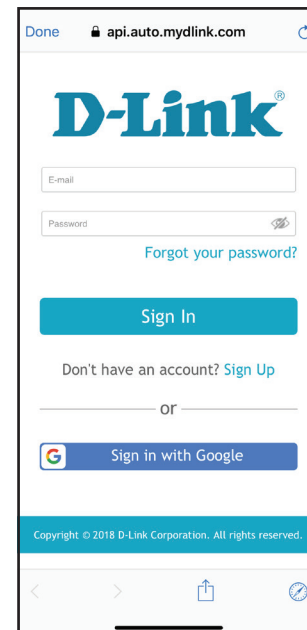 Done api.auto.mydlink.com
D-Link®
E-mail
Password
Forgot your password?
Sign In
Don't have an account? Sign Up
or
G Sign in with Google
Copyright © 2018 D-Link Corporation. All rights reserved.